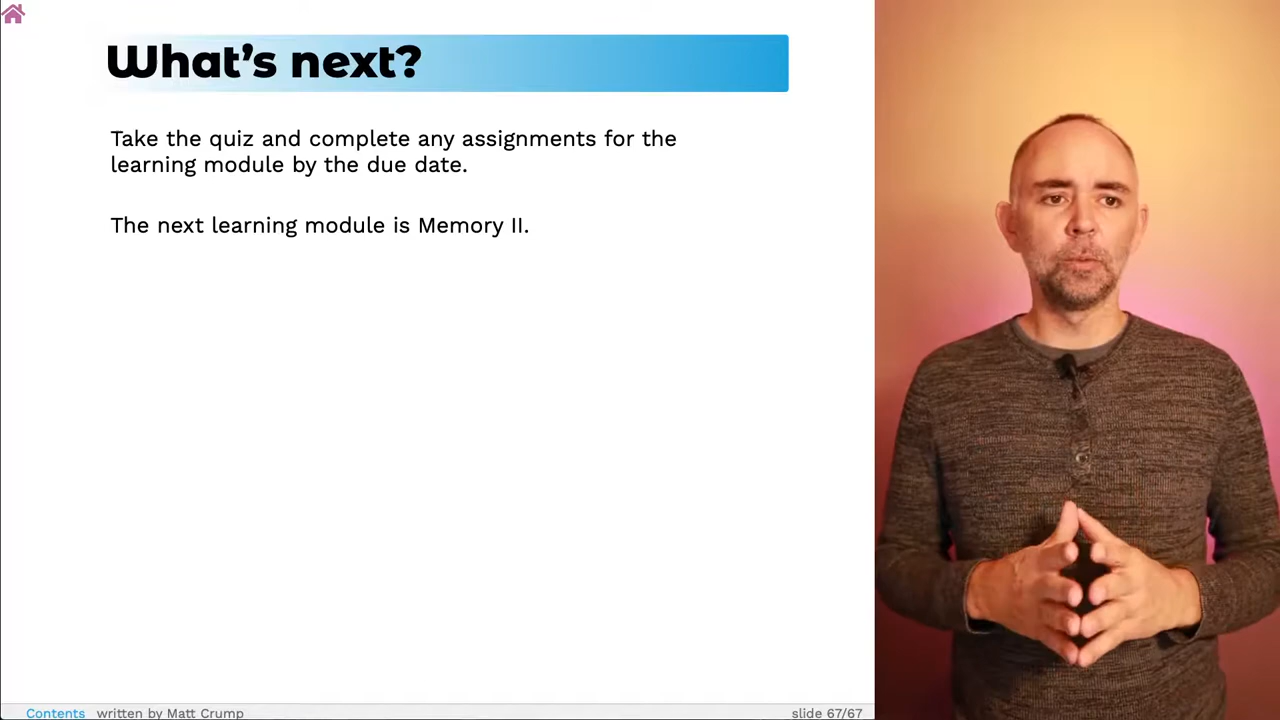 What’s next?
Take the quiz and complete any assignments for the
learning module by the due date.
The next learning module is Memory II.
Contents written by Matt Crump
slide 67/67